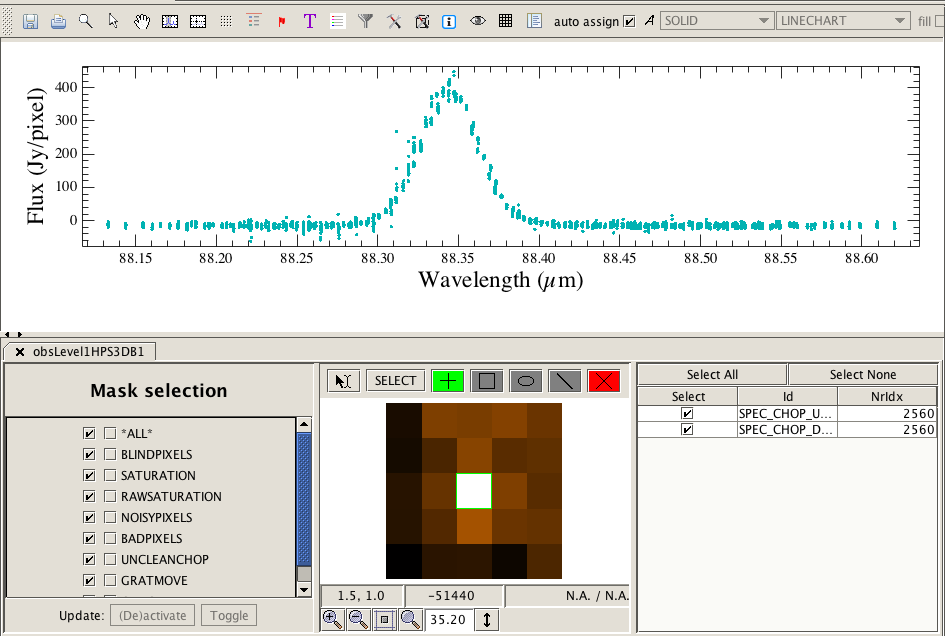 T auto assign A SOLID LINECHART fill
Flux (Jy/pixel)
400
300
200
100
0
88.15 88.20 88.25 88.30 88.35 88.40 88.45 88.50 88.55 88.60
Wavelength (μm)
obsLevel1HPS3DB1
Mask selection
*ALL*
BLINDPIXELS
SATURATION
RAWSATURATION
NOISYPIXELS
BADPIXELS
UNCLEANCHOP
GRATMOVE
Update: (De)activate Toggle
SELECT
1.5, 1.0 -51440 N.A. / N.A.
35.20
Select All Select None
Select Id NrIdx
SPEC_CHOP_U... 2560
SPEC_CHOP_D... 2560